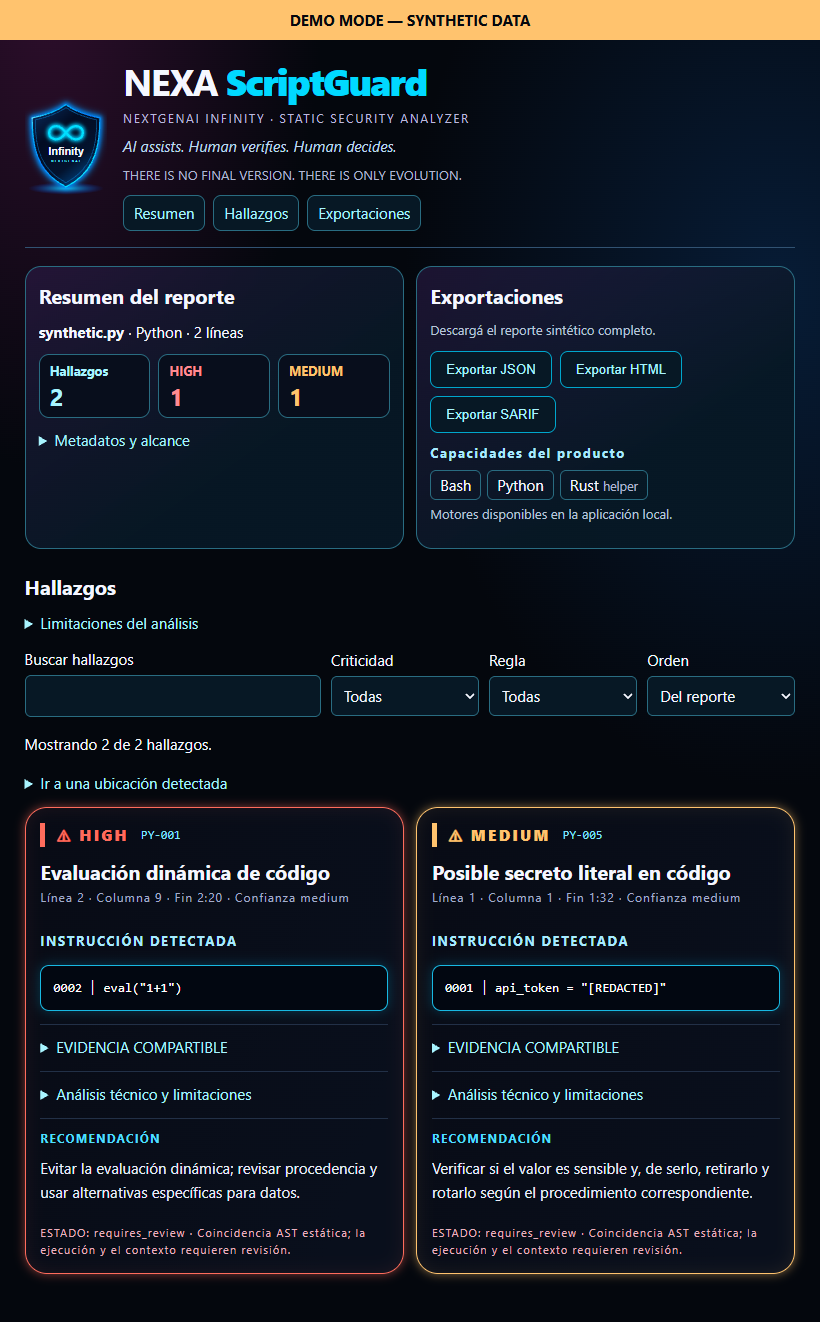 DEMO MODE — SYNTHETIC DATA
NEXA ScriptGuard
NEXTGENAI INFINITY · STATIC SECURITY ANALYZER
AI assists. Human verifies. Human decides.
THERE IS NO FINAL VERSION. THERE IS ONLY EVOLUTION.
Infinity
Resumen Hallazgos Exportaciones
Resumen del reporte
synthetic.py · Python · 2 líneas
Hallazgos HIGH MEDIUM
2 1 1
Metadatos y alcance
Exportaciones
Descargá el reporte sintético completo.
Exportar JSON Exportar HTML
Exportar SARIF
Capacidades del producto
Bash Python Rust helper
Motores disponibles en la aplicación local.
Hallazgos
Limitaciones del análisis
Buscar hallazgos Criticidad Regla Orden
Todas Todas Del reporte
Mostrando 2 de 2 hallazgos.
Ir a una ubicación detectada
⚠ HIGH PY-001
Evaluación dinámica de código
Línea 2 · Columna 9 · Fin 2:20 · Confianza medium
INSTRUCCIÓN DETECTADA
0002 | eval("1+1")
EVIDENCIA COMPARTIBLE
Análisis técnico y limitaciones
RECOMENDACIÓN
Evitar la evaluación dinámica; revisar procedencia y
usar alternativas específicas para datos.
ESTADO: requires_review · Coincidencia AST estática; la
ejecución y el contexto requieren revisión.
⚠ MEDIUM PY-005
Posible secreto literal en código
Línea 1 · Columna 1 · Fin 1:32 · Confianza medium
INSTRUCCIÓN DETECTADA
0001 | api_token = "[REDACTED]"
EVIDENCIA COMPARTIBLE
Análisis técnico y limitaciones
RECOMENDACIÓN
Verificar si el valor es sensible y, de serlo, retirarlo y
rotarlo según el procedimiento correspondiente.
ESTADO: requires_review · Coincidencia AST estática; la
ejecución y el contexto requieren revisión.